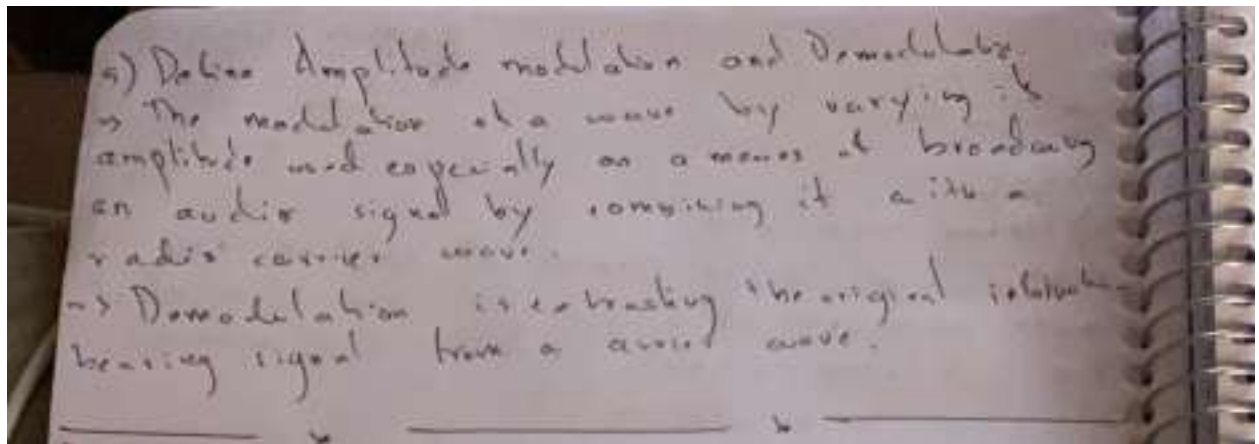 a) Define Amplitude modulation and Demodulation
→ The modulation of a wave by varying its
amplitude used especially as a means of broadcasting
an audio signal by combining it with a
radio carrier wave.
→ Demodulation is extracting the original information
bearing signal from a carrier wave.